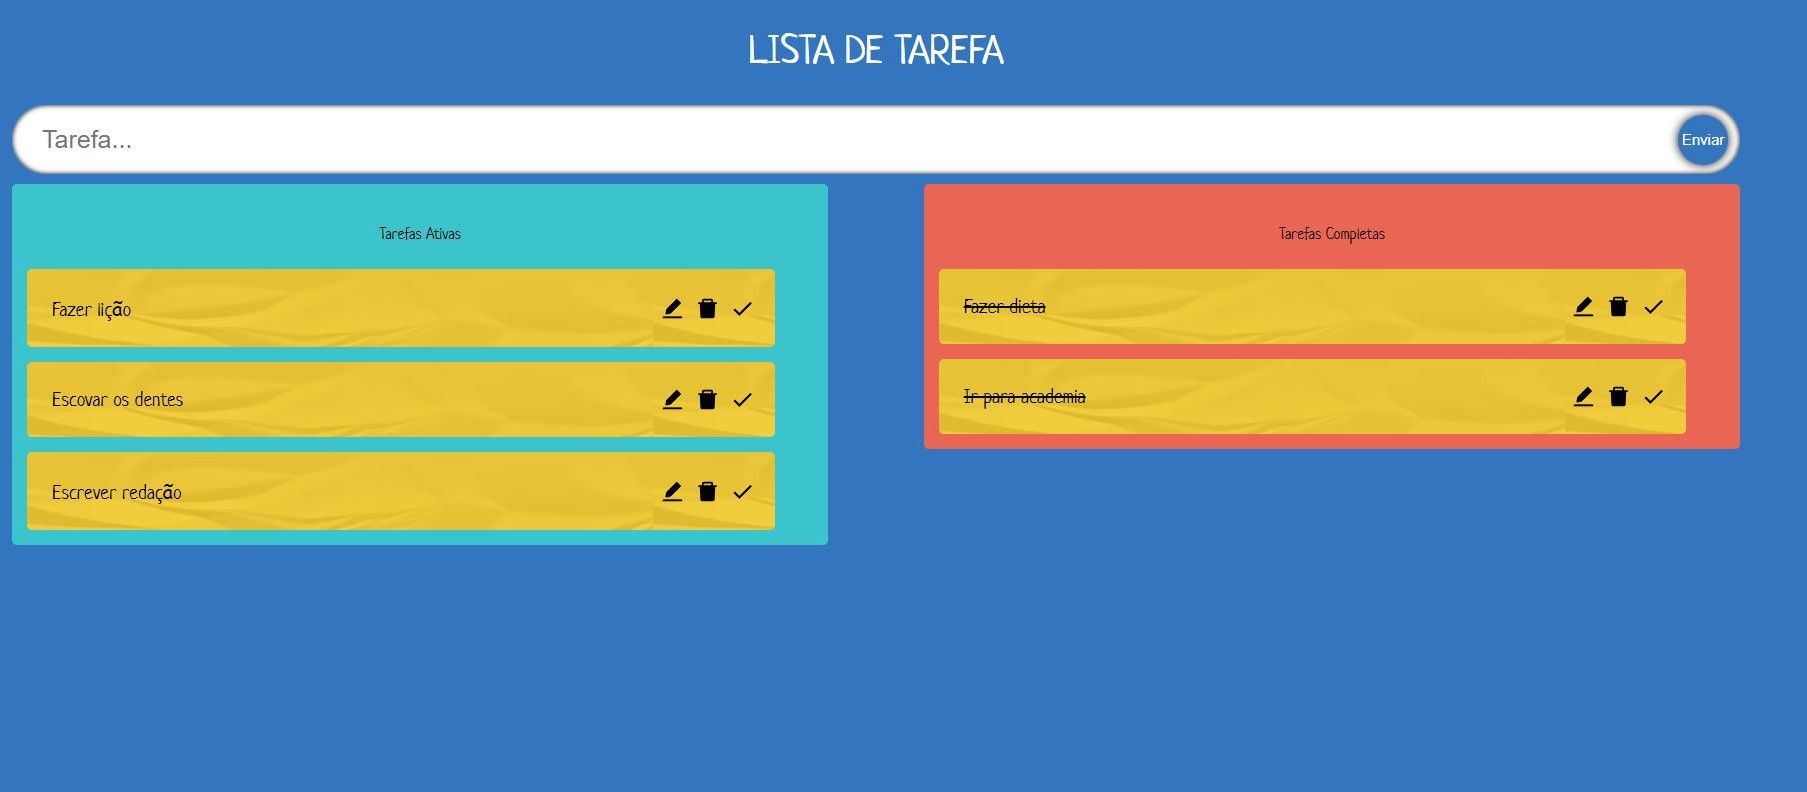 LISTA DE TAREFA
Tarefa...
Enviar
Tarefas Ativas
Fazer lição
Escovar os dentes
Escrever redação
Tarefas Completas
Fazer dieta
Ir para academia